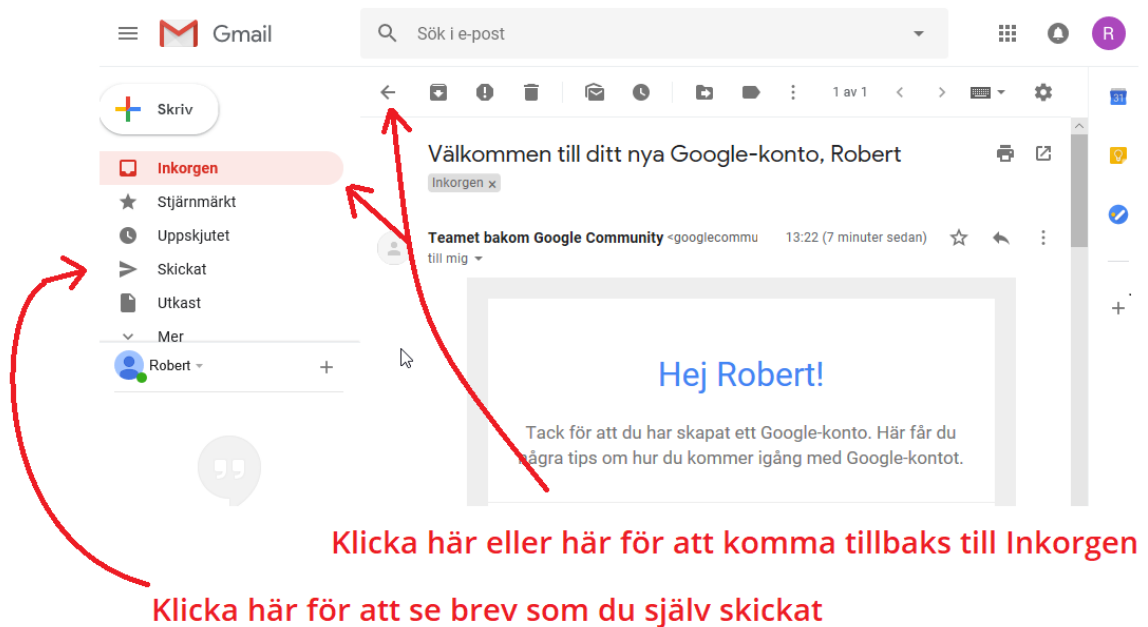 Gmail
Sök i e-post
R
Skriv
1 av 1
31
Inkorgen
Stjärnmärkt
Uppskjutet
Skickat
Utkast
Mer
Robert
Välkommen till ditt nya Google-konto, Robert
Inkorgen x
Teamet bakom Google Community <googlecommu 13:22 (7 minuter sedan)
till mig
Hej Robert!
Tack för att du har skapat ett Google-konto. Här får du
några tips om hur du kommer igång med Google-kontot.
Klicka här eller här för att komma tillbaks till Inkorgen
Klicka här för att se brev som du själv skickat